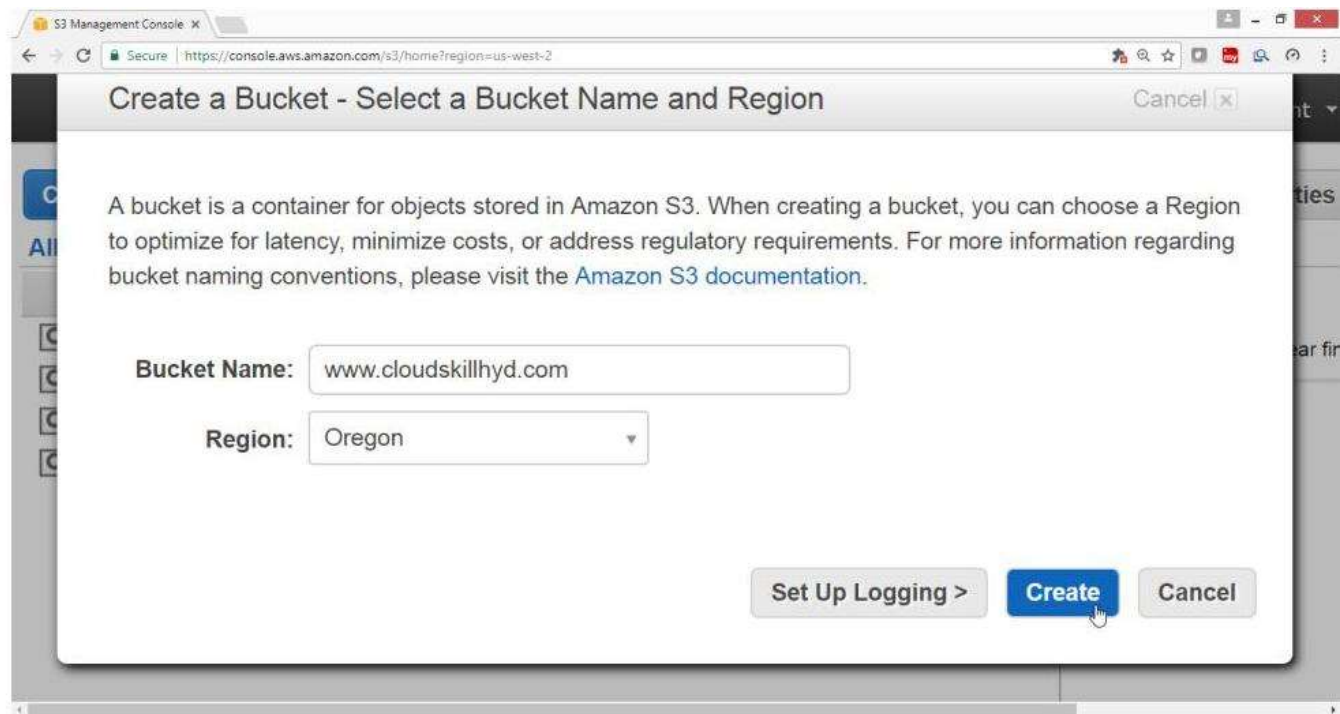 S3 Management Console
Secure https://console.aws.amazon.com/s3/home?region=us-west-2
Create a Bucket - Select a Bucket Name and Region
Cancel
A bucket is a container for objects stored in Amazon S3. When creating a bucket, you can choose a Region
to optimize for latency, minimize costs, or address regulatory requirements. For more information regarding
bucket naming conventions, please visit the Amazon S3 documentation.
Bucket Name: www.cloudskillhyd.com
Region: Oregon
Set Up Logging > Create Cancel